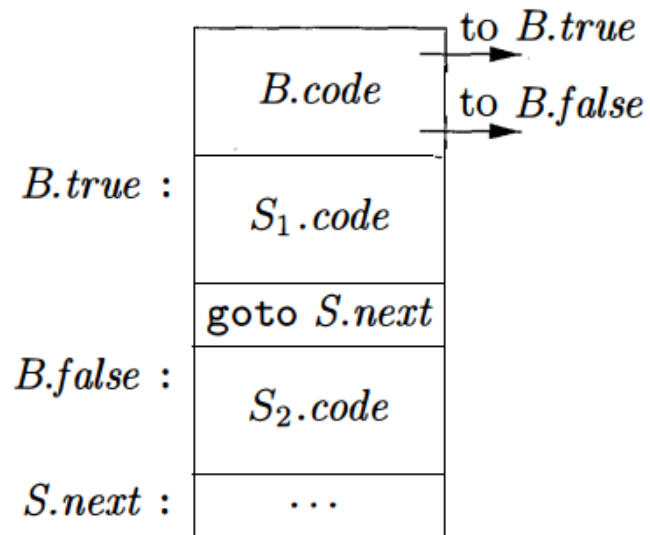 to B.true
B.code
to B.false
B.true :
S₁.code
goto S.next
B.false :
S₂.code
S.next : ···